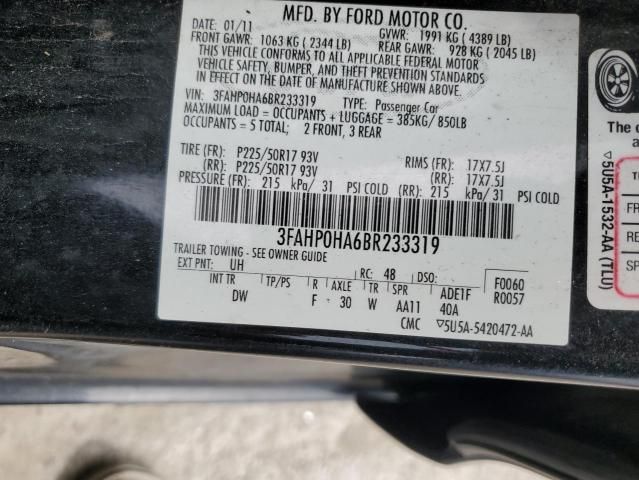 MFD. BY FORD MOTOR CO.
DATE: 01/11 GVWR: 1991 KG ( 4389 LB)
FRONT GAWR: 1063 KG ( 2344 LB) REAR GAWR: 928 KG ( 2045 LB)
THIS VEHICLE CONFORMS TO ALL APPLICABLE FEDERAL MOTOR
VEHICLE SAFETY, BUMPER, AND THEFT PREVENTION STANDARDS
IN EFFECT ON THE DATE OF MANUFACTURE SHOWN ABOVE.
VIN: 3FAHP0HA6BR233319 TYPE: Passenger Car
MAXIMUM LOAD = OCCUPANTS + LUGGAGE = 385KG/ 850LB
OCCUPANTS = 5 TOTAL; 2 FRONT, 3 REAR
TIRE (FR): P225/50R17 93V RIMS (FR): 17X7.5J
(RR): P225/50R17 93V (RR): 17X7.5J
PRESSURE (FR): 215 kPa/ 31 PSI COLD (RR): 215 kPa/ 31 PSI COLD
3FAHP0HA6BR233319
TRAILER TOWING - SEE OWNER GUIDE
EXT PNT: UH RC: 48 DSO: F0060
R0057
INT TR TP/PS R AXLE TR SPR ADE1F
DW F 30 W AA11 40A
CMC ▽5U5A-5420472-AA
The
▽5U5A-1532-AA (TLU)
FR
RE
SP